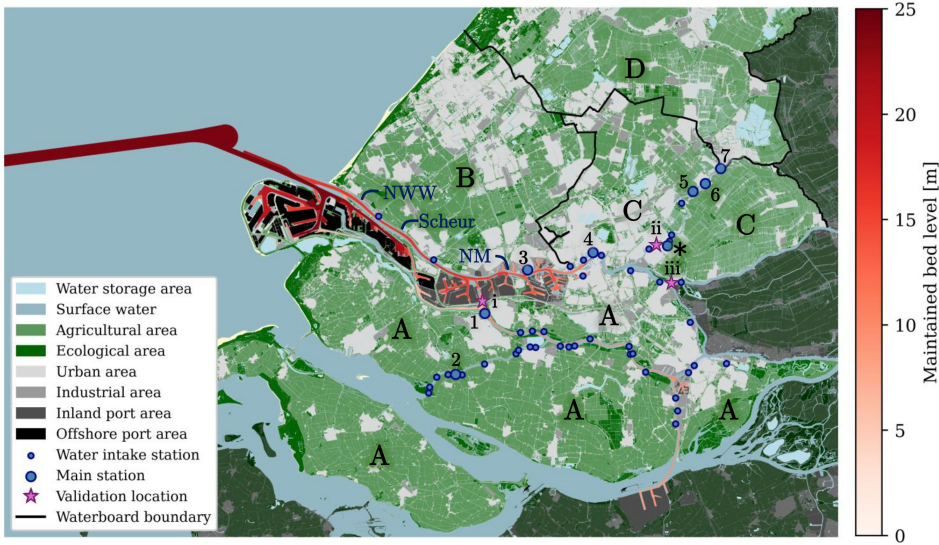 D
25
7
B
5
6
20
NWW
C
ii
C
Scheur
4
*
NM
3
iii
15
Water storage area
Surface water
Agricultural area
Ecological area
Urban area
Industrial area
Inland port area
Offshore port area
Water intake station
Main station
Validation location
Waterboard boundary
i
A
1
A
2
10
A
A
A
5
0
Maintained bed level [m]